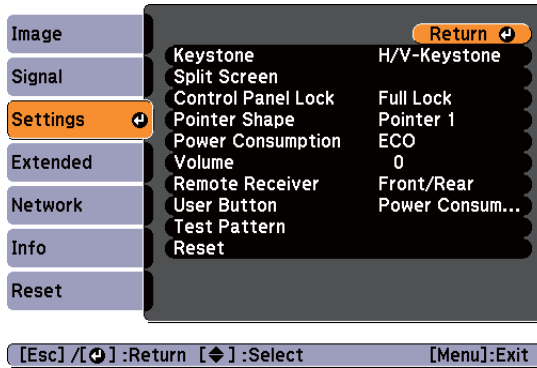 Image
Signal
Settings
Extended
Network
Info
Reset
Return
Keystone H/V-Keystone
Split Screen
Control Panel Lock Full Lock
Pointer Shape Pointer 1
Power Consumption ECO
Volume 0
Remote Receiver Front/Rear
User Button Power Consum...
Test Pattern
Reset
[Esc] /[⏎] :Return [◆] :Select [Menu]:Exit